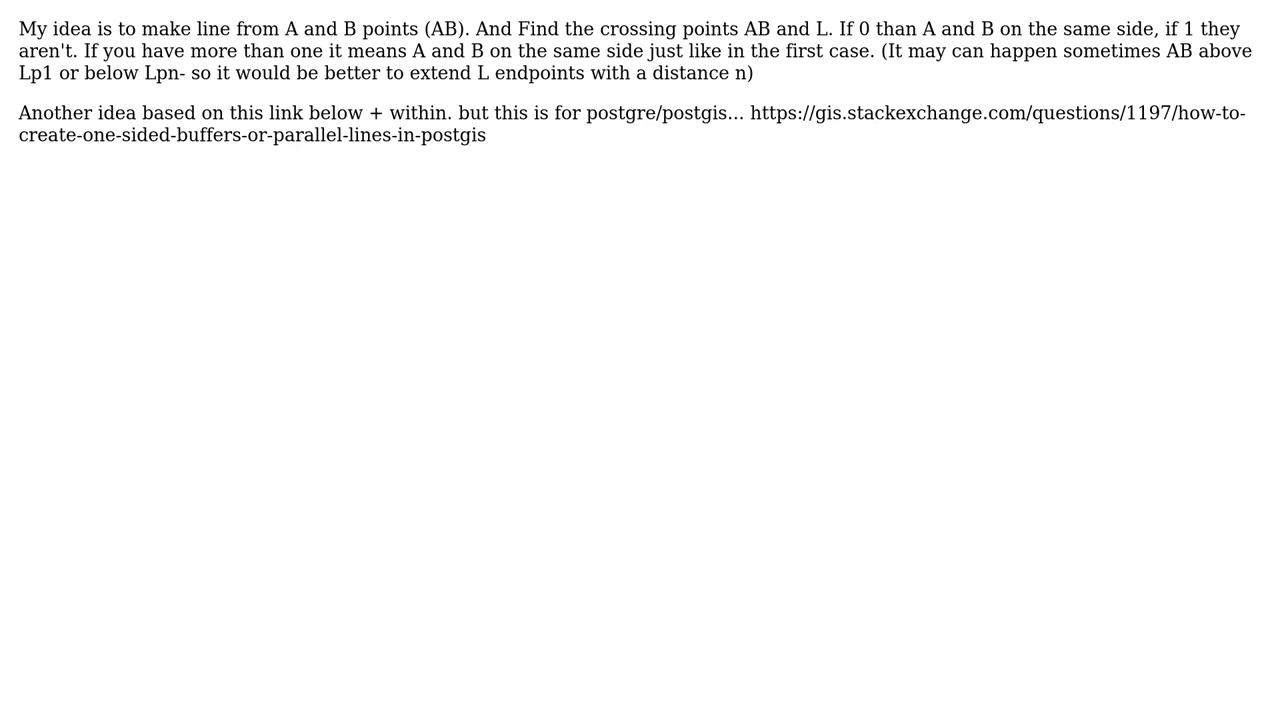 My idea is to make line from A and B points (AB). And Find the crossing points AB and L. If 0 than A and B on the same side, if 1 they
aren't. If you have more than one it means A and B on the same side just like in the first case. (It may can happen sometimes AB above
Lp1 or below Lpn- so it would be better to extend L endpoints with a distance n)
Another idea based on this link below + within. but this is for postgre/postgis... https://gis.stackexchange.com/questions/1197/how-to-
create-one-sided-buffers-or-parallel-lines-in-postgis